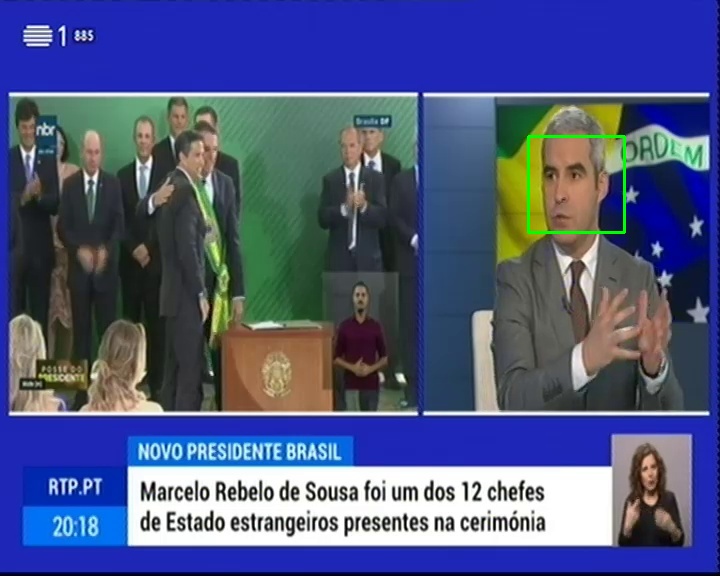 1 885
nbr
Brasília DF
ORDEM
POSSE DO
PRESIDENTE
NOVO PRESIDENTE BRASIL
RTP.PT
Marcelo Rebelo de Sousa foi um dos 12 chefes
20:18
de Estado estrangeiros presentes na cerimónia